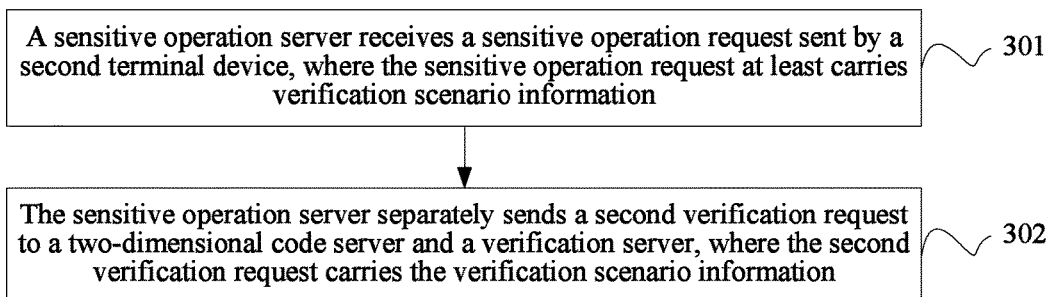 A sensitive operation server receives a sensitive operation request sent by a
second terminal device, where the sensitive operation request at least carries
verification scenario information
301
The sensitive operation server separately sends a second verification request
to a two-dimensional code server and a verification server, where the second
verification request carries the verification scenario information
302